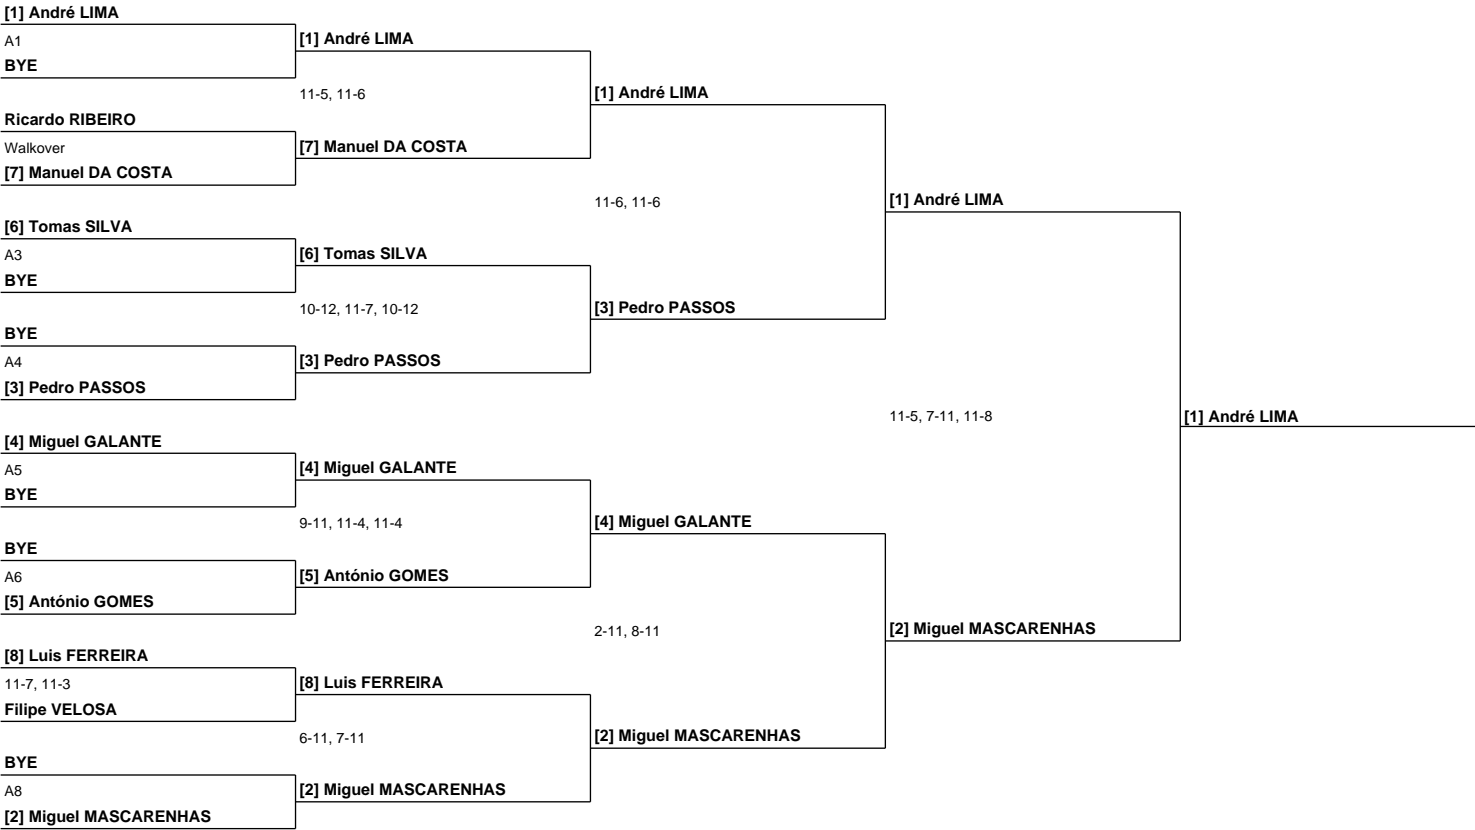 [1] André LIMA
A1
BYE
Ricardo RIBEIRO
Walkover
[7] Manuel DA COSTA
[6] Tomas SILVA
A3
BYE
BYE
A4
[3] Pedro PASSOS
[4] Miguel GALANTE
A5
BYE
BYE
A6
[5] António GOMES
[8] Luis FERREIRA
11-7, 11-3
Filipe VELOSA
BYE
A8
[2] Miguel MASCARENHAS
[1] André LIMA
11-5, 11-6
[7] Manuel DA COSTA
[6] Tomas SILVA
10-12, 11-7, 10-12
[3] Pedro PASSOS
[4] Miguel GALANTE
9-11, 11-4, 11-4
[5] António GOMES
[8] Luis FERREIRA
6-11, 7-11
[2] Miguel MASCARENHAS
[1] André LIMA
11-6, 11-6
[3] Pedro PASSOS
[4] Miguel GALANTE
2-11, 8-11
[2] Miguel MASCARENHAS
[1] André LIMA
11-5, 7-11, 11-8
[2] Miguel MASCARENHAS
[1] André LIMA